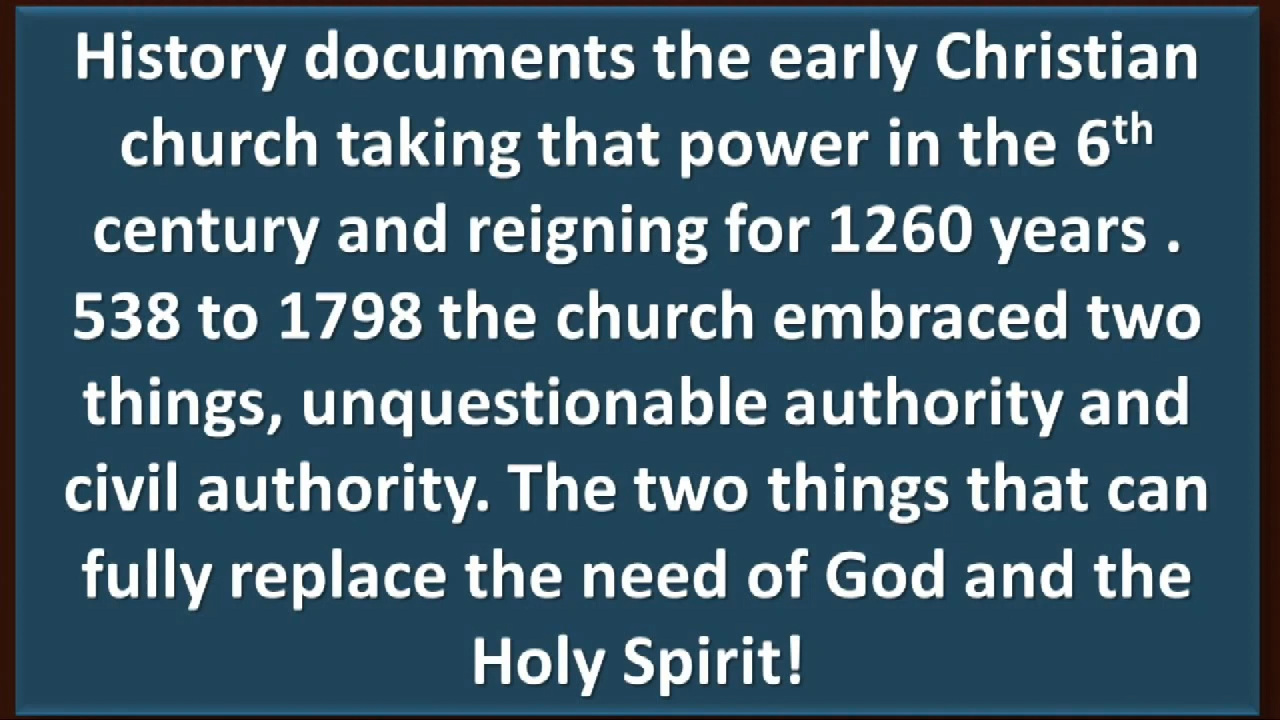 History documents the early Christian
church taking that power in the 6th
century and reigning for 1260 years .
538 to 1798 the church embraced two
things, unquestionable authority and
civil authority. The two things that can
fully replace the need of God and the
Holy Spirit!